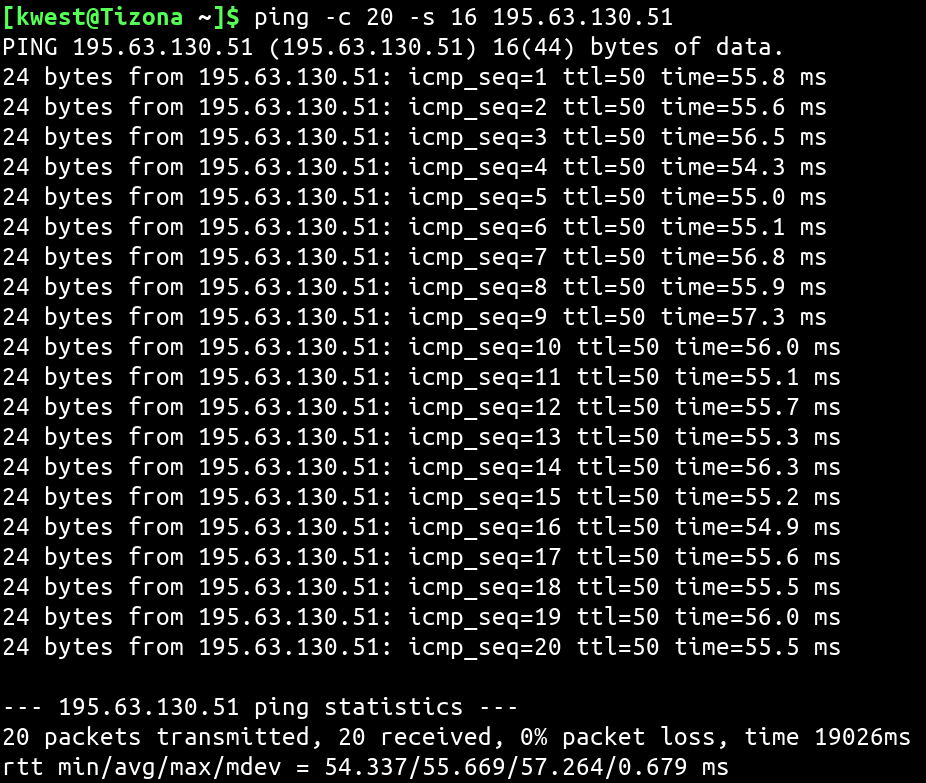 [kwest@Tizona ~]$ ping -c 20 -s 16 195.63.130.51
PING 195.63.130.51 (195.63.130.51) 16(44) bytes of data.
24 bytes from 195.63.130.51: icmp_seq=1 ttl=50 time=55.8 ms
24 bytes from 195.63.130.51: icmp_seq=2 ttl=50 time=55.6 ms
24 bytes from 195.63.130.51: icmp_seq=3 ttl=50 time=56.5 ms
24 bytes from 195.63.130.51: icmp_seq=4 ttl=50 time=54.3 ms
24 bytes from 195.63.130.51: icmp_seq=5 ttl=50 time=55.0 ms
24 bytes from 195.63.130.51: icmp_seq=6 ttl=50 time=55.1 ms
24 bytes from 195.63.130.51: icmp_seq=7 ttl=50 time=56.8 ms
24 bytes from 195.63.130.51: icmp_seq=8 ttl=50 time=55.9 ms
24 bytes from 195.63.130.51: icmp_seq=9 ttl=50 time=57.3 ms
24 bytes from 195.63.130.51: icmp_seq=10 ttl=50 time=56.0 ms
24 bytes from 195.63.130.51: icmp_seq=11 ttl=50 time=55.1 ms
24 bytes from 195.63.130.51: icmp_seq=12 ttl=50 time=55.7 ms
24 bytes from 195.63.130.51: icmp_seq=13 ttl=50 time=55.3 ms
24 bytes from 195.63.130.51: icmp_seq=14 ttl=50 time=56.3 ms
24 bytes from 195.63.130.51: icmp_seq=15 ttl=50 time=55.2 ms
24 bytes from 195.63.130.51: icmp_seq=16 ttl=50 time=54.9 ms
24 bytes from 195.63.130.51: icmp_seq=17 ttl=50 time=55.6 ms
24 bytes from 195.63.130.51: icmp_seq=18 ttl=50 time=55.5 ms
24 bytes from 195.63.130.51: icmp_seq=19 ttl=50 time=56.0 ms
24 bytes from 195.63.130.51: icmp_seq=20 ttl=50 time=55.5 ms
--- 195.63.130.51 ping statistics ---
20 packets transmitted, 20 received, 0% packet loss, time 19026ms
rtt min/avg/max/mdev = 54.337/55.669/57.264/0.679 ms